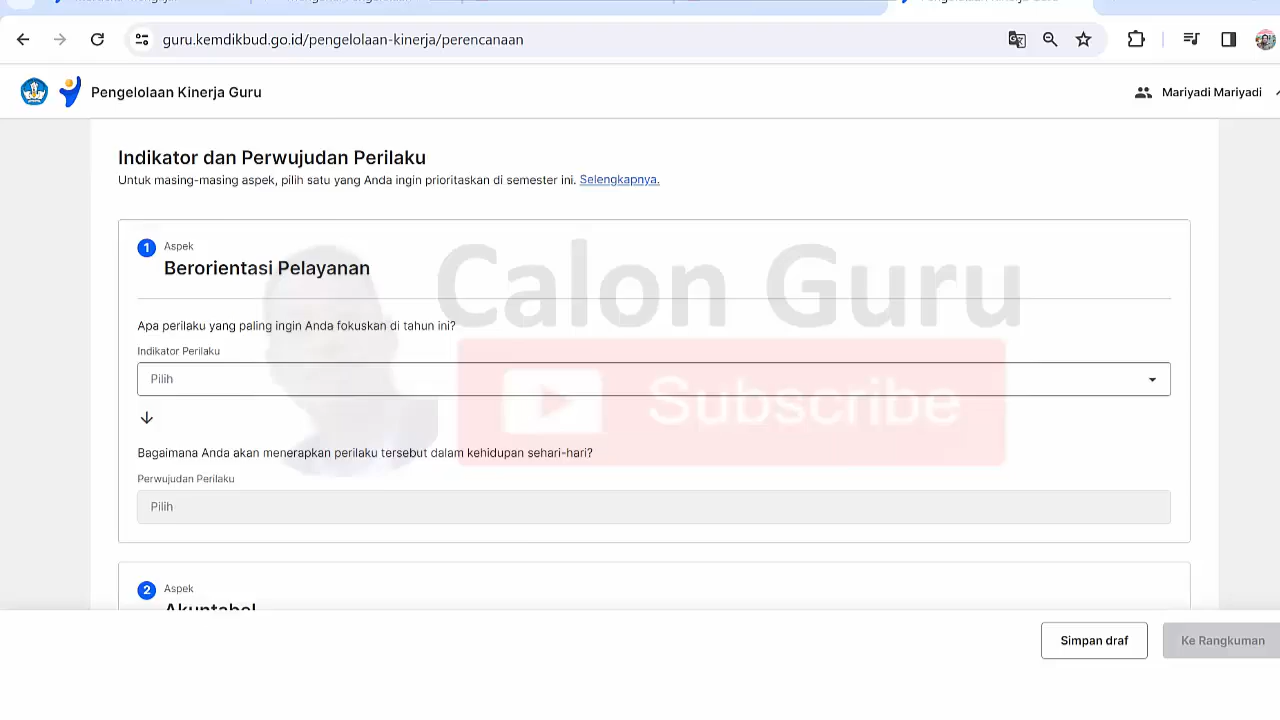 guru.kemdikbud.go.id/pengelolaan-kinerja/perencanaan
Pengelolaan Kinerja Guru
Mariyadi Mariyadi
Indikator dan Perwujudan Perilaku
Untuk masing-masing aspek, pilih satu yang Anda ingin prioritaskan di semester ini. Selengkapnya.
1 Aspek
Berorientasi Pelayanan
Calon Guru
Apa perilaku yang paling ingin Anda fokuskan di tahun ini?
Indikator Perilaku
Pilih
Subscribe
Bagaimana Anda akan menerapkan perilaku tersebut dalam kehidupan sehari-hari?
Perwujudan Perilaku
Pilih
2 Aspek
Akuntabel
Simpan draf
Ke Rangkuman